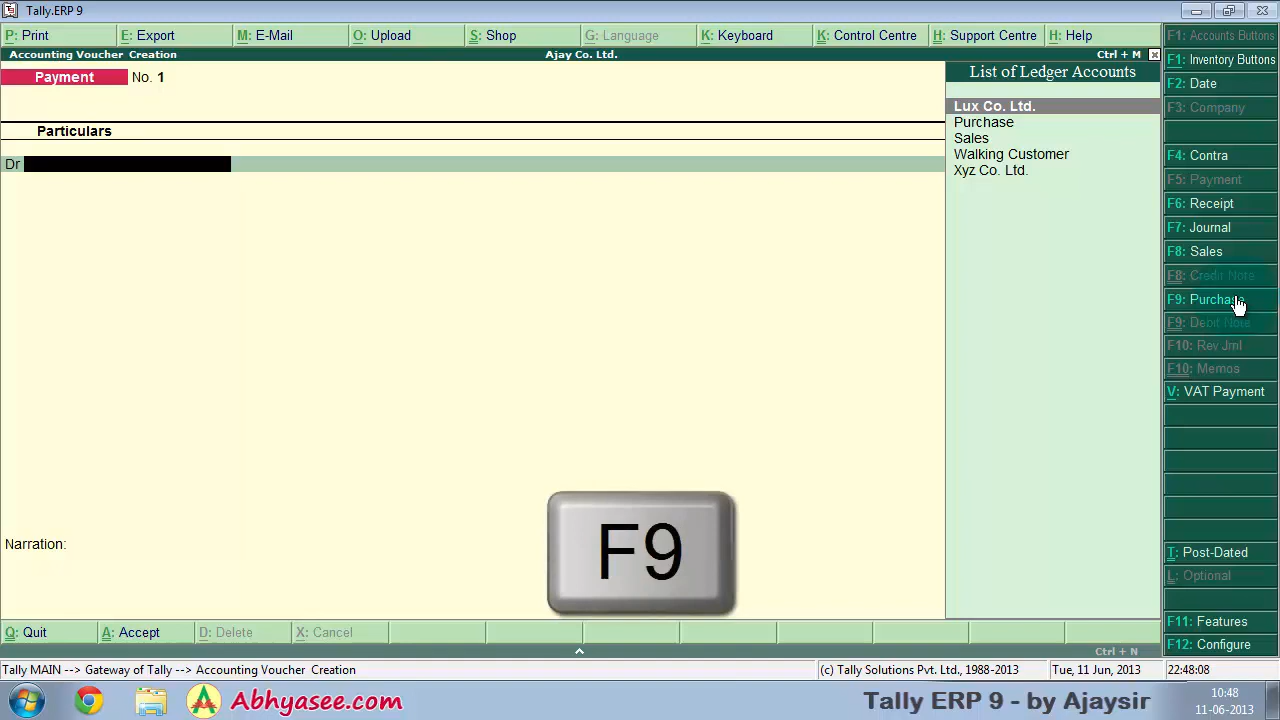 Tally.ERP 9
P: Print E: Export M: E-Mail O: Upload S: Shop G: Language K: Keyboard K: Control Centre H: Support Centre H: Help
Accounting Voucher Creation Ajay Co. Ltd. Ctrl + M
Payment No. 1
Particulars
Dr
Narration:
List of Ledger Accounts
Lux Co. Ltd.
Purchase
Sales
Walking Customer
Xyz Co. Ltd.
F1: Accounts Buttons
F1: Inventory Buttons
F2: Date
F3: Company
F4: Contra
F5: Payment
F6: Receipt
F7: Journal
F8: Sales
F8: Credit Note
F9: Purchase
F9: Debit Note
F10: Rev Jrnl
F10: Memos
V: VAT Payment
T: Post-Dated
L: Optional
F11: Features
F12: Configure
F9
Q: Quit A: Accept D: Delete X: Cancel
Ctrl + N
Tally MAIN --> Gateway of Tally --> Accounting Voucher Creation (c) Tally Solutions Pvt. Ltd., 1988-2013 Tue, 11 Jun, 2013 22:48:08
Abhyasee.com Tally ERP 9 - by Ajaysir 10:48
11-06-2013